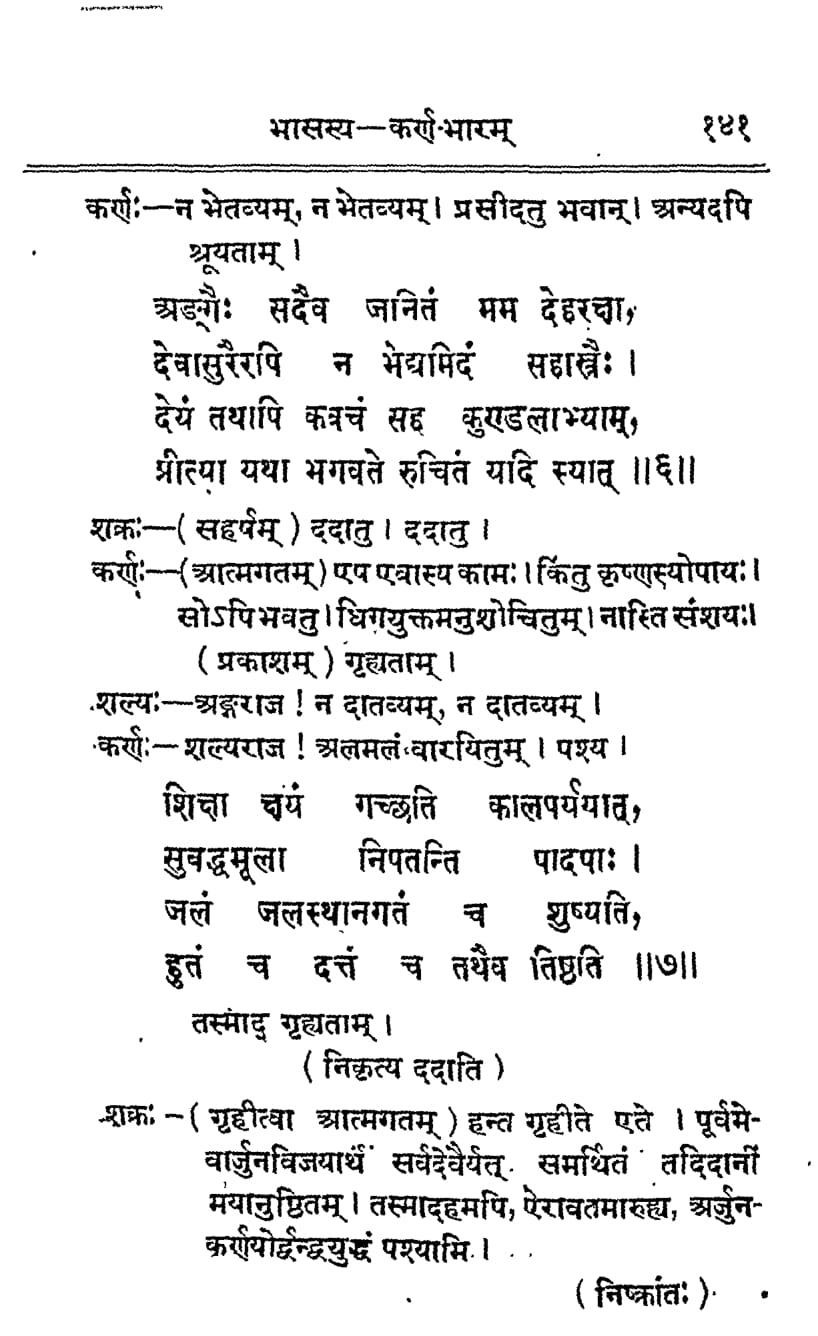 भासस्य—कर्ण-भारम् १४१
कर्णः—न भेतव्यम्, न भेतव्यम्। प्रसीदतु भवान्। अन्यदपि
श्रूयताम् ।
अङ्गैः सदैव जनितं मम देहरक्षा,
देवासुरैरपि न भेद्यमिदं सहास्त्रैः ।
देयं तथापि कवचं सह कुण्डलाभ्याम्,
प्रीत्या यथा भगवते रुचितं यदि स्यात् ॥६॥
शक्रः—( सहर्षम् ) ददातु । ददातु ।
कर्णः—(आत्मगतम्) एष एवास्य कामः। किंतु कृष्णस्योपायः।
सोऽपि भवतु। धिगयुक्तमनुशोचितुम्। नास्ति संशयः।
( प्रकाशम् ) गृह्यताम् ।
शल्यः—अङ्गराज ! न दातव्यम्, न दातव्यम् ।
कर्णः—शल्यराज ! अलमलं वारयितुम् । पश्य ।
शिक्षा क्षयं गच्छति कालपर्ययात्,
सुबद्धमूला निपतन्ति पादपाः ।
जलं जलस्थानगतं च शुष्यति,
हुतं च दत्तं च तथैव तिष्ठति ॥७॥
तस्माद् गृह्यताम् ।
( निकृत्य ददाति )
शक्रः –( गृहीत्वा आत्मगतम् ) हन्त गृहीते एते । पूर्वमे-
वार्जुनविजयार्थं सर्वदेवैर्यत् समर्थितं तदिदानीं
मयानुष्ठितम्। तस्मादहमपि, ऐरावतमारुह्य, अर्जुन-
कर्णयोर्द्वन्द्वयुद्धं पश्यामि ।
( निष्क्रांतः )